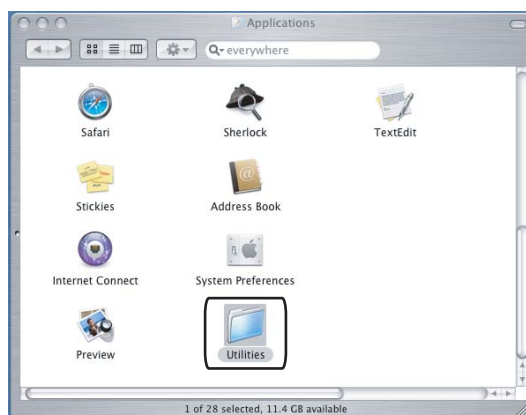 Applications
everywhere
Safari
Sherlock
TextEdit
Stickies
Address Book
Internet Connect
System Preferences
Preview
Utilities
1 of 28 selected, 11.4 GB available